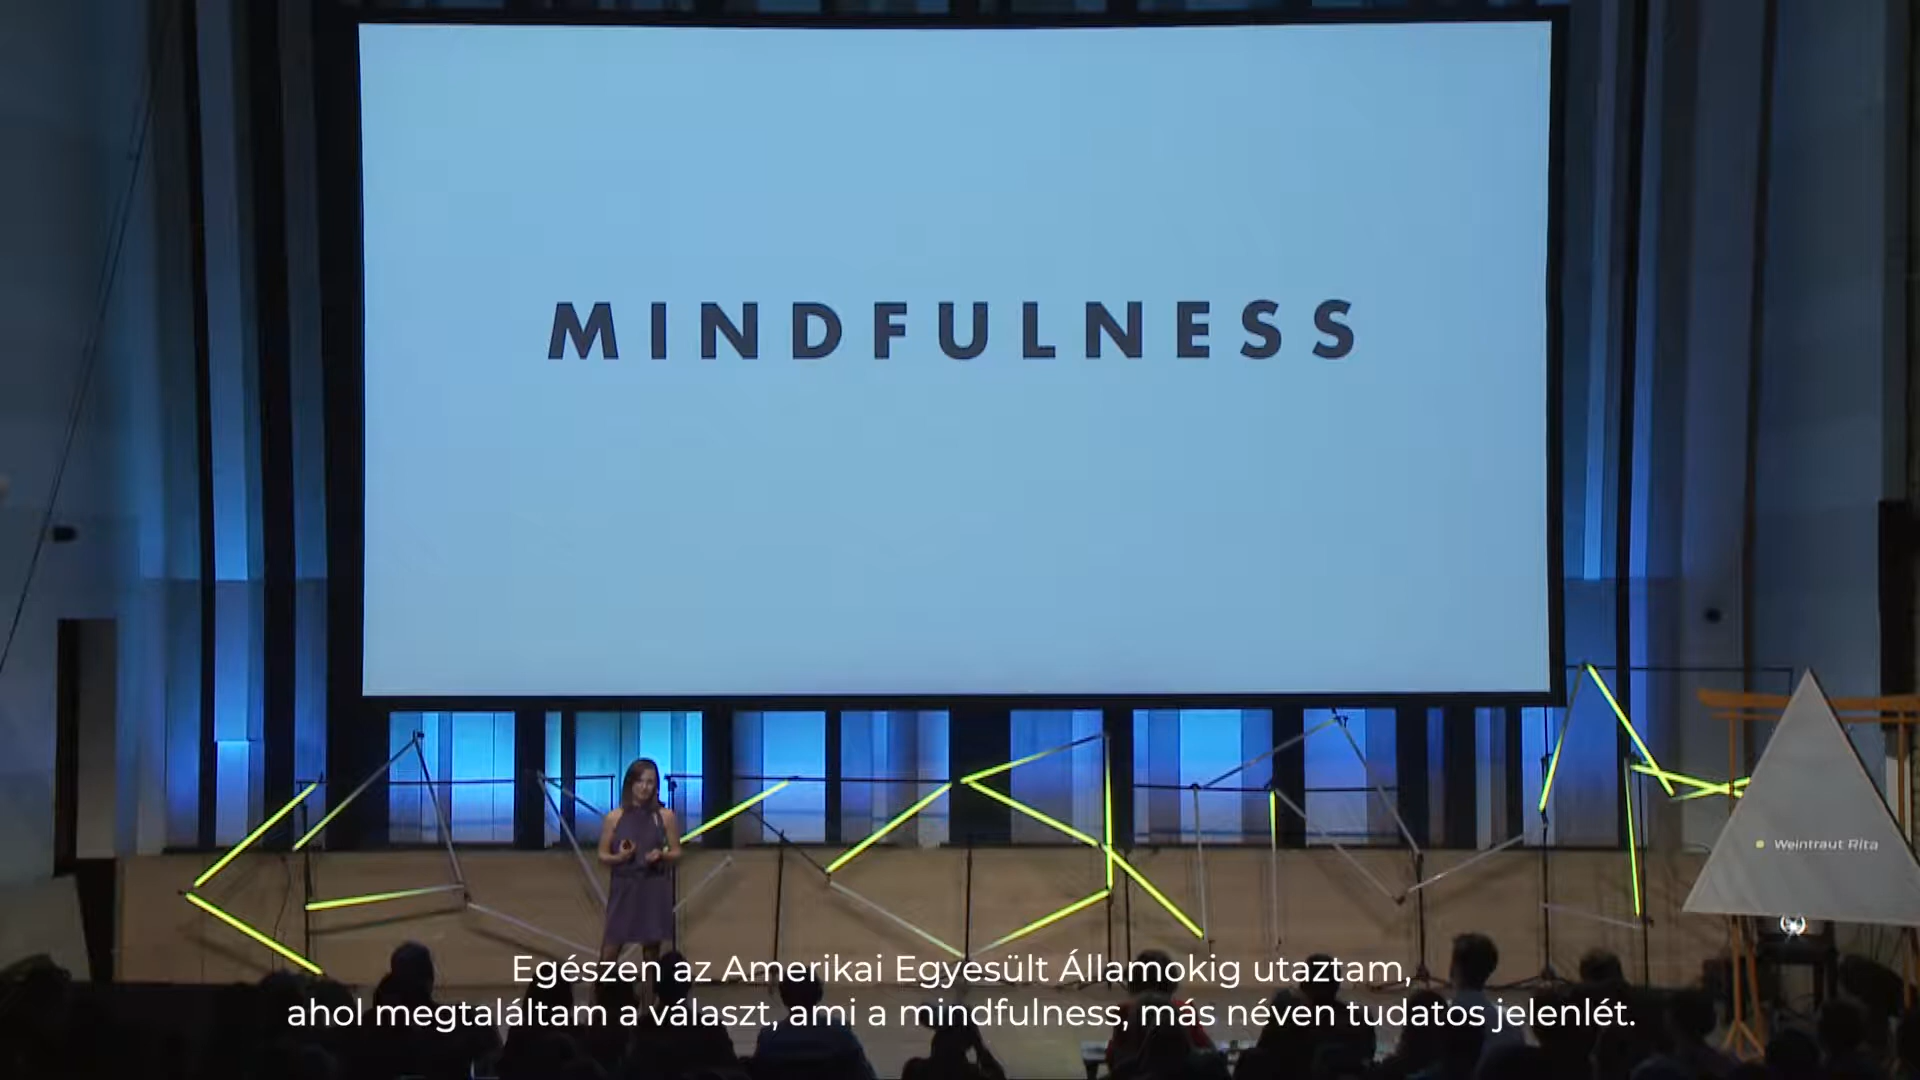 MINDFULNESS
Weintraut Rita
Egészen az Amerikai Egyesült Államokig utaztam,
ahol megtaláltam a választ, ami a mindfulness, más néven tudatos jelenlét.